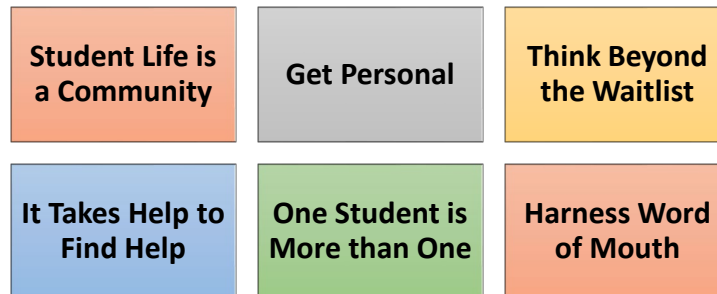 Student Life is
a Community
Get Personal
Think Beyond
the Waitlist
It Takes Help to
Find Help
One Student is
More than One
Harness Word
of Mouth